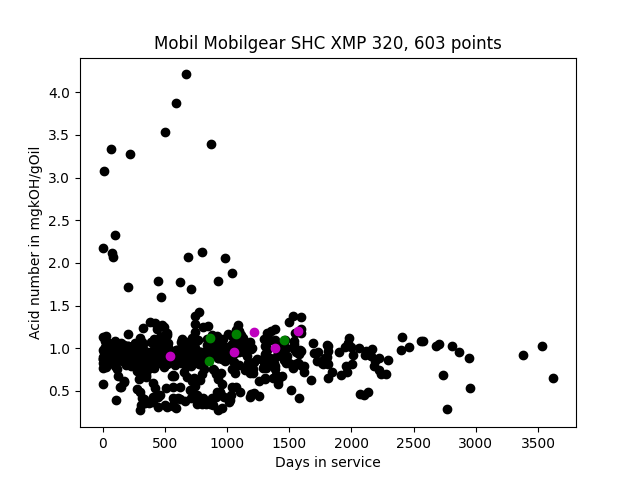 Mobil Mobilgear SHC XMP 320, 603 points
Acid number in mgkOH/gOil
4.0
3.5
3.0
2.5
2.0
1.5
1.0
0.5
0 500 1000 1500 2000 2500 3000 3500
Days in service